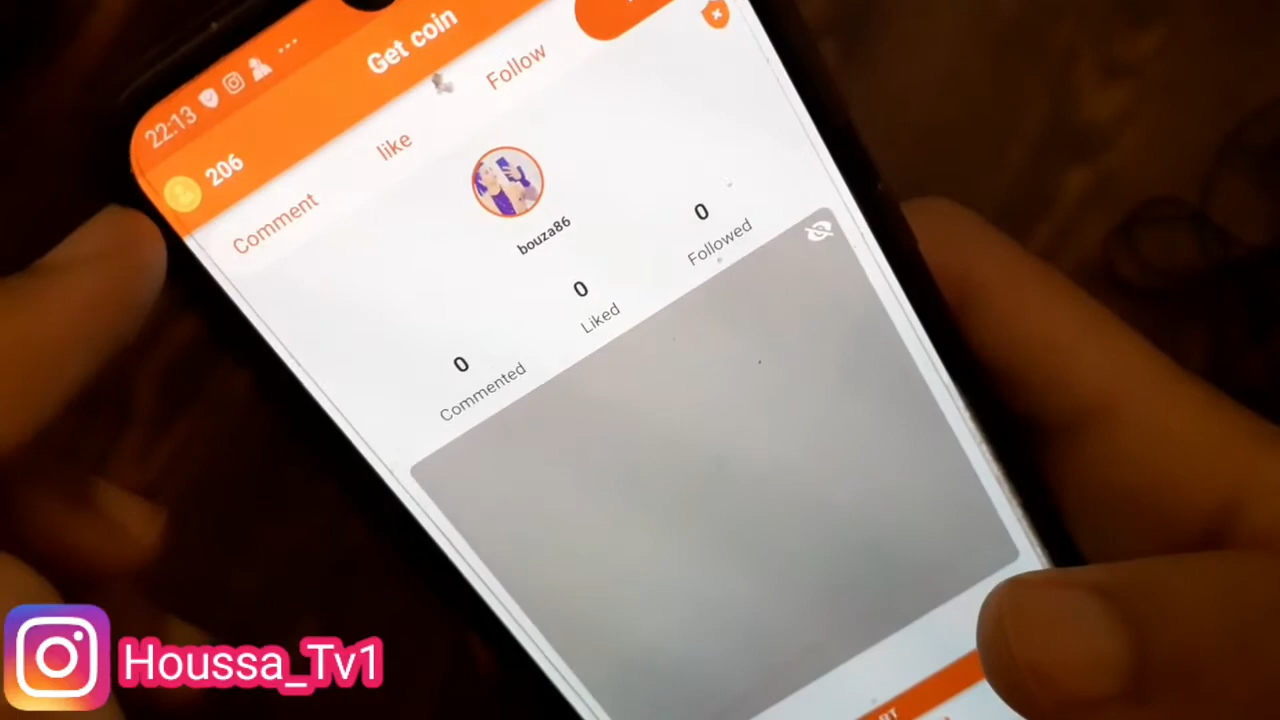 22:13
Get coin
206
Comment
like
Follow
bouza86
0
Commented
0
Liked
0
Followed
Houssa_Tv1